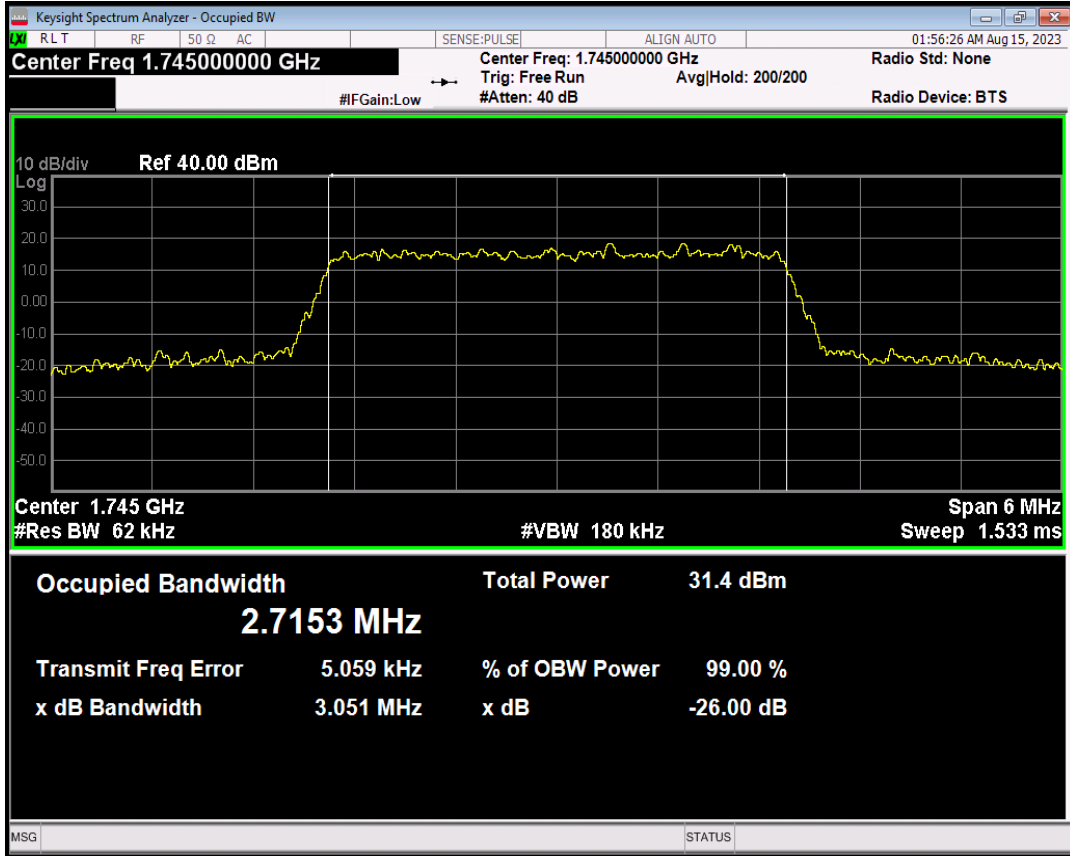 Keysight Spectrum Analyzer - Occupied BW
LXI RLT RF 50 Ω AC SENSE:PULSE ALIGN AUTO 01:56:26 AM Aug 15, 2023
Center Freq 1.745000000 GHz Center Freq: 1.745000000 GHz Radio Std: None
Trig: Free Run Avg|Hold: 200/200
#IFGain:Low #Atten: 40 dB Radio Device: BTS
10 dB/div Ref 40.00 dBm
Log
30.0
20.0
10.0
0.00
-10.0
-20.0
-30.0
-40.0
-50.0
Center 1.745 GHz Span 6 MHz
#Res BW 62 kHz #VBW 180 kHz Sweep 1.533 ms
Occupied Bandwidth Total Power 31.4 dBm
2.7153 MHz
Transmit Freq Error 5.059 kHz % of OBW Power 99.00 %
x dB Bandwidth 3.051 MHz x dB -26.00 dB
MSG STATUS